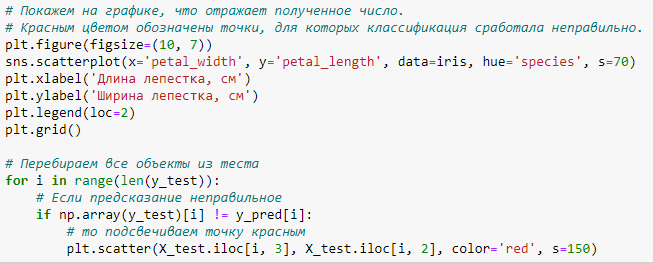 # Покажем на графике, что отражает полученное число.
# Красным цветом обозначены точки, для которых классификация сработала неправильно.
plt.figure(figsize=(10, 7))
sns.scatterplot(x='petal_width', y='petal_length', data=iris, hue='species', s=70)
plt.xlabel('Длина лепестка, см')
plt.ylabel('Ширина лепестка, см')
plt.legend(loc=2)
plt.grid()

# Перебираем все объекты из теста
for i in range(len(y_test)):
    # Если предсказание неправильное
    if np.array(y_test)[i] != y_pred[i]:
        # то подсвечиваем точку красным
        plt.scatter(X_test.iloc[i, 3], X_test.iloc[i, 2], color='red', s=150)